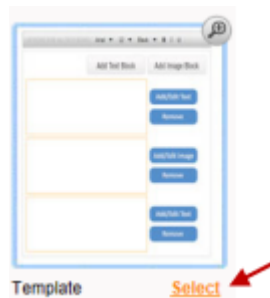 Add Text Block Add Image Block
Add/Edit Text
Remove
Add/Edit Image
Remove
Add/Edit Text
Remove
Template Select